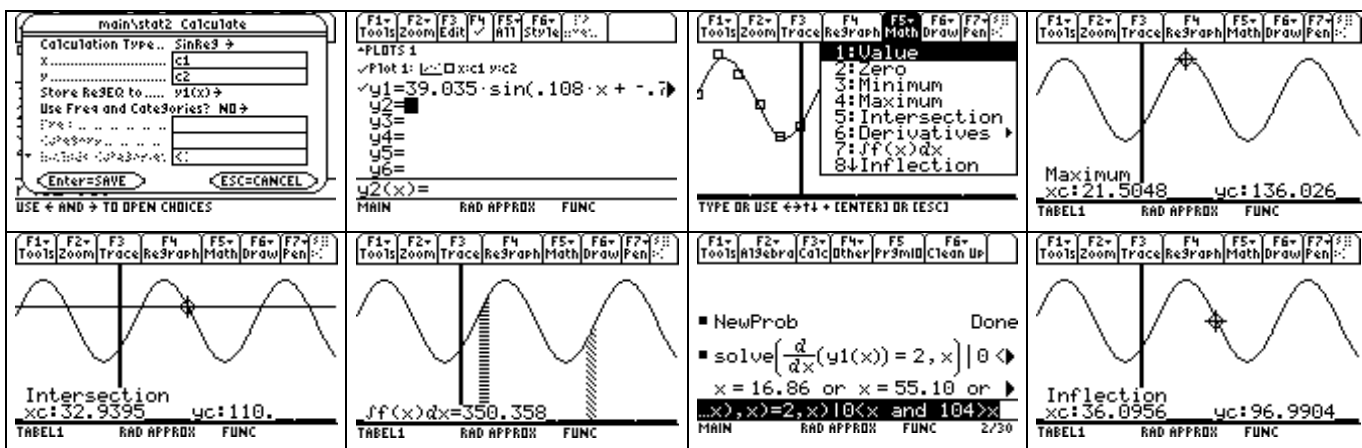 main\stat2 Calculate
Calculation Type.. SinReg →
x.................... c1
y.................... c2
Store RegEQ to..... y1(x)→
Use Freq and Categories? NO→
Freq
Category
Include Categories {}
Enter=SAVE ESC=CANCEL
USE ← AND → TO OPEN CHOICES
F1▾ F2▾ F3 F4 F5▾ F6▾
Tools Zoom Edit ✓ All Style
▴PLOTS 1
✓Plot 1: x:c1 y:c2
✓y1=39.035·sin(.108·x + -.7▶
y2=
y3=
y4=
y5=
y6=
y2(x)=
MAIN RAD APPROX FUNC
F1▾ F2▾ F3 F4 F5▾ F6▾ F7▾
Tools Zoom Trace ReGraph Math Draw Pen
1:Value
2:Zero
3:Minimum
4:Maximum
5:Intersection
6:Derivatives ▶
7:∫f(x)dx
8↓Inflection
TYPE OR USE ←→↑↓ + [ENTER] OR [ESC]
F1▾ F2▾ F3 F4 F5▾ F6▾ F7▾
Tools Zoom Trace ReGraph Math Draw Pen
Maximum
xc:21.5048 yc:136.026
TABEL1 RAD APPROX FUNC
F1▾ F2▾ F3 F4 F5▾ F6▾ F7▾
Tools Zoom Trace ReGraph Math Draw Pen
Intersection
xc:32.9395 yc:110.
TABEL1 RAD APPROX FUNC
F1▾ F2▾ F3 F4 F5▾ F6▾ F7▾
Tools Zoom Trace ReGraph Math Draw Pen
∫f(x)dx=350.358
TABEL1 RAD APPROX FUNC
F1▾ F2▾ F3▾ F4▾ F5 F6▾
Tools Algebra Calc Other PrgmIO Clean Up
■ NewProb Done
■ solve(d/dx(y1(x)) = 2, x) | 0 <▶
x = 16.86 or x = 55.10 or ▶
…x),x)=2,x)|0<x and 104>x
MAIN RAD APPROX FUNC 2/30
F1▾ F2▾ F3 F4 F5▾ F6▾ F7▾
Tools Zoom Trace ReGraph Math Draw Pen
Inflection
xc:36.0956 yc:96.9904
TABEL1 RAD APPROX FUNC